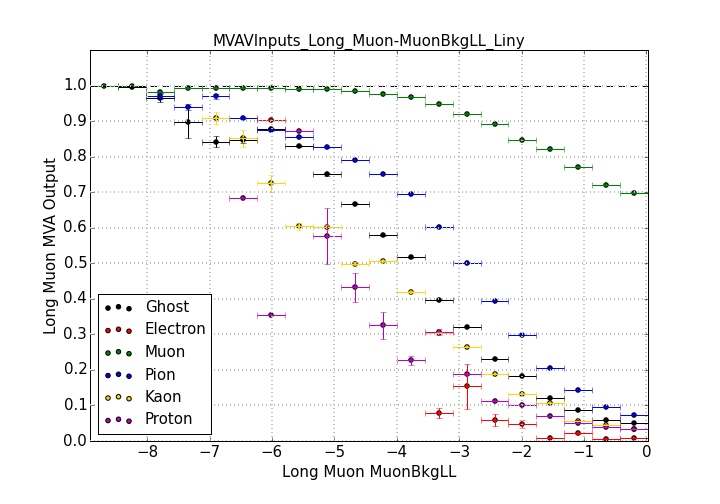 MVAVInputs_Long_Muon-MuonBkgLL_Liny
Long Muon MVA Output
1.0
0.9
0.8
0.7
0.6
0.5
0.4
0.3
0.2
0.1
0.0
Ghost
Electron
Muon
Pion
Kaon
Proton
−8 −7 −6 −5 −4 −3 −2 −1 0
Long Muon MuonBkgLL